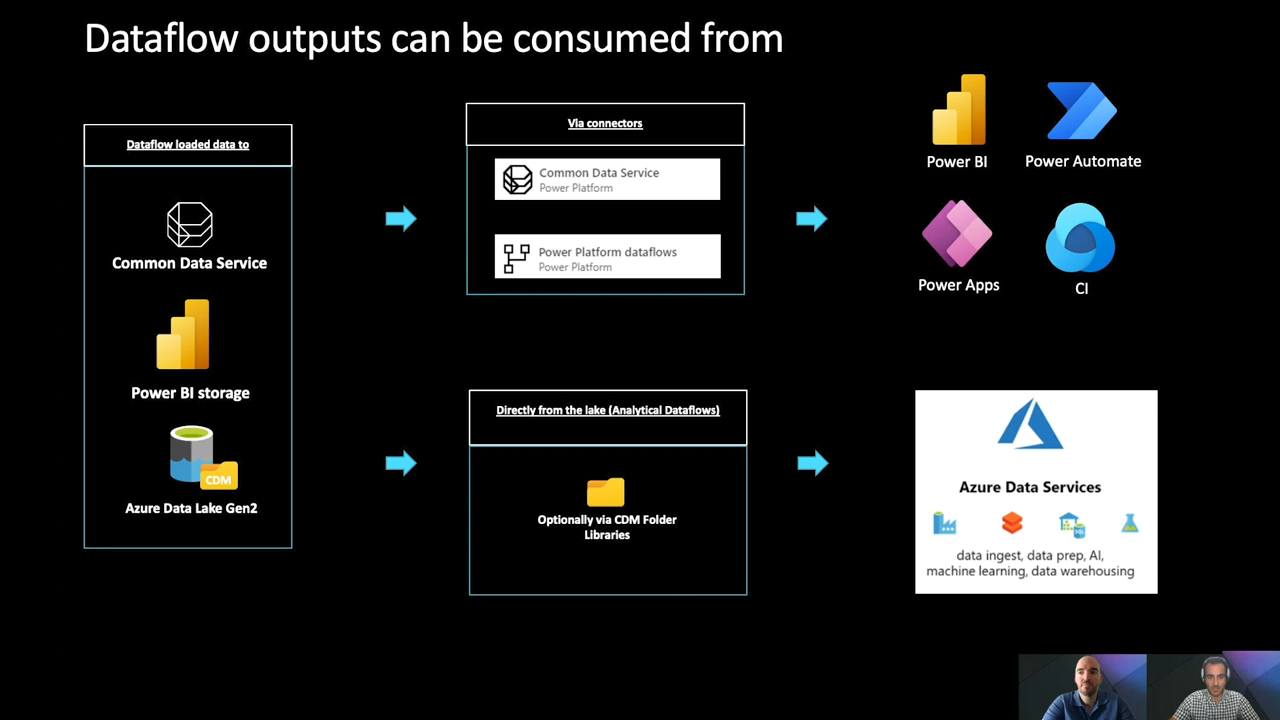 Dataflow outputs can be consumed from
Dataflow loaded data to
Common Data Service
Power BI storage
CDM
Azure Data Lake Gen2
Via connectors
Common Data Service
Power Platform
Power Platform dataflows
Power Platform
Directly from the lake (Analytical Dataflows)
Optionally via CDM Folder
Libraries
Power BI
Power Automate
Power Apps
CI
Azure Data Services
data ingest, data prep, AI,
machine learning, data warehousing